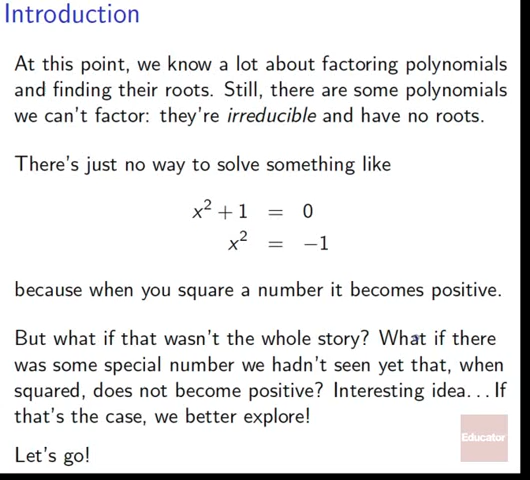 Introduction
At this point, we know a lot about factoring polynomials
and finding their roots. Still, there are some polynomials
we can't factor: they're irreducible and have no roots.
There's just no way to solve something like
x² + 1 = 0
x² = −1
because when you square a number it becomes positive.
But what if that wasn't the whole story? What if there
was some special number we hadn't seen yet that, when
squared, does not become positive? Interesting idea... If
that's the case, we better explore!
Educator
Let's go!